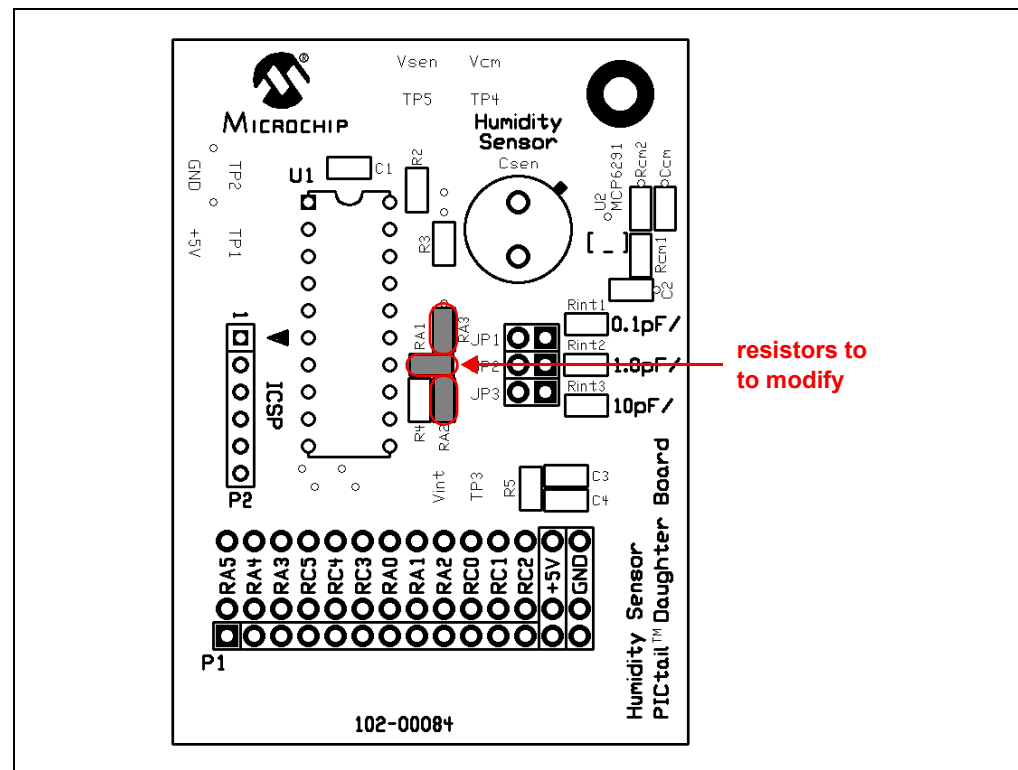 Vsen Vcm
TP5 TP4
MICROCHIP®
Humidity
Sensor
Csen
GND TP2
+5V TP1
U1
C1
R2
R3
U2
MCP6291
Rcm2
Ccm
Rcm1
C2
RA1
RA3
JP1
Rint1
0.1pF/
Rint2
1.8pF/
JP3
Rint3
10pF/
resistors to
to modify
1
ICSP
P2
R4
RA2
Vint TP3
R5
C3
C4
RA5 RA4 RA3 RC5 RC4 RC3 RA0 RA1 RA2 RC0 RC1 RC2 +5V GND
P1
Humidity Sensor
PICtail™ Daughter Board
102-00084